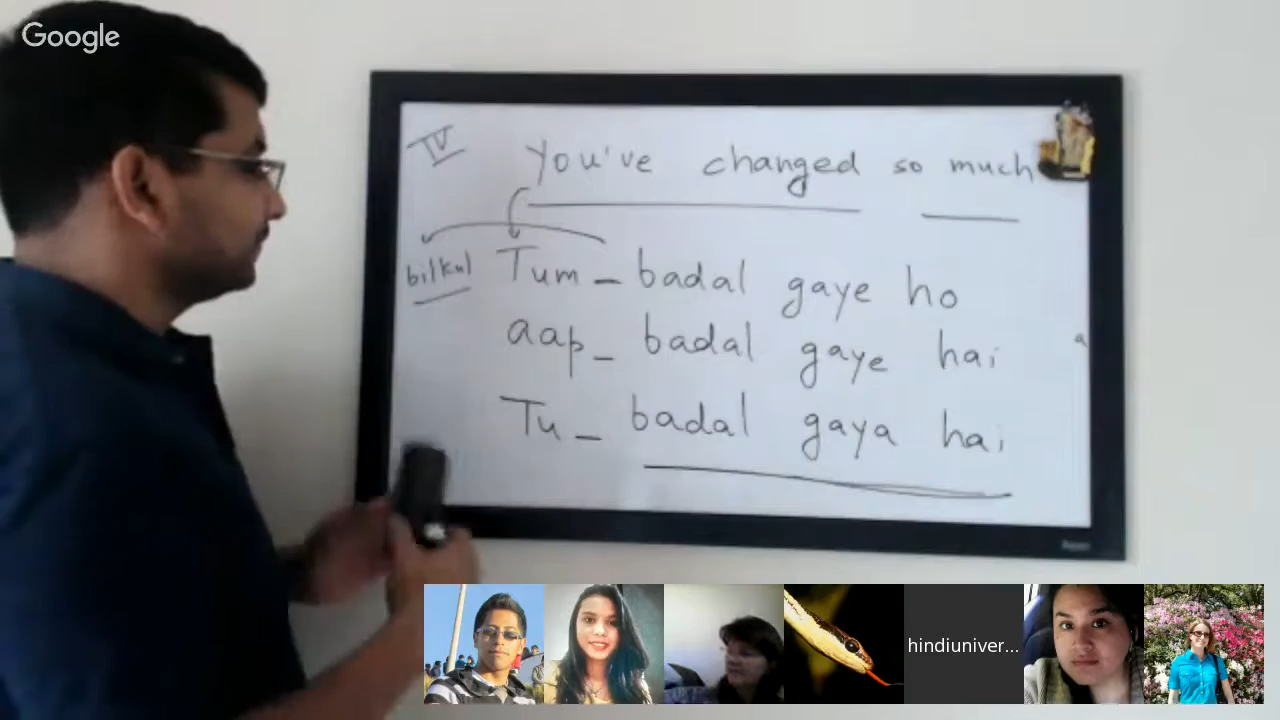 Google
IV
You've changed so much
bilkul Tum _ badal gaye ho
aap _ badal gaye hai
a
Tu _ badal gaya hai
hindiuniver...